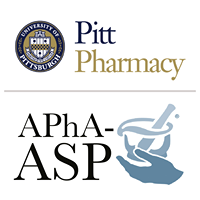 UNIVERSITY OF
PITTSBURGH
Pitt
Pharmacy
APhA-
ASP